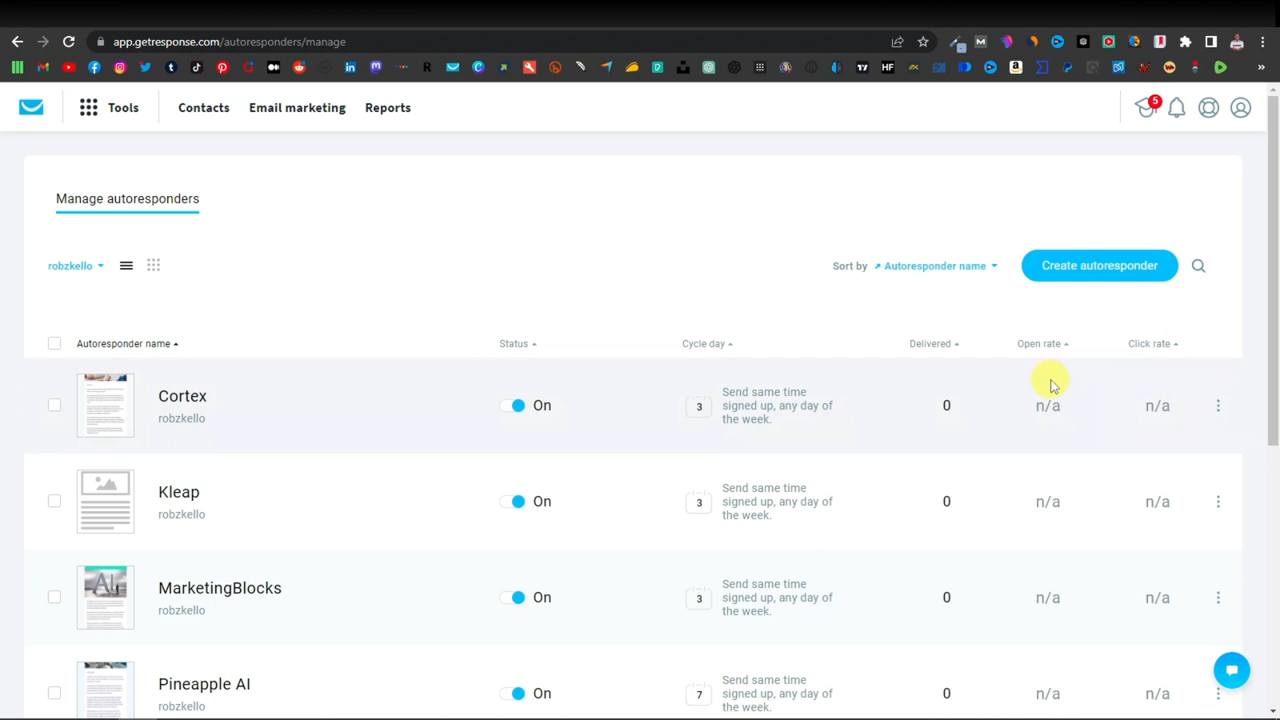 app.getresponse.com/autoresponders/manage
Tools
Contacts
Email marketing
Reports
5
Manage autoresponders
robzkello
Sort by
Autoresponder name
Create autoresponder
Autoresponder name
Status
Cycle day
Delivered
Open rate
Click rate
Cortex
robzkello
On
3
Send same time
signed up, any day of
the week.
0
n/a
n/a
Kleap
robzkello
On
3
Send same time
signed up, any day of
the week.
0
n/a
n/a
AI
MarketingBlocks
robzkello
On
3
Send same time
signed up, any day of
the week.
0
n/a
n/a
Pineapple AI
robzkello
On
7
Send same time
signed up, any day of
the week.
0
n/a
n/a